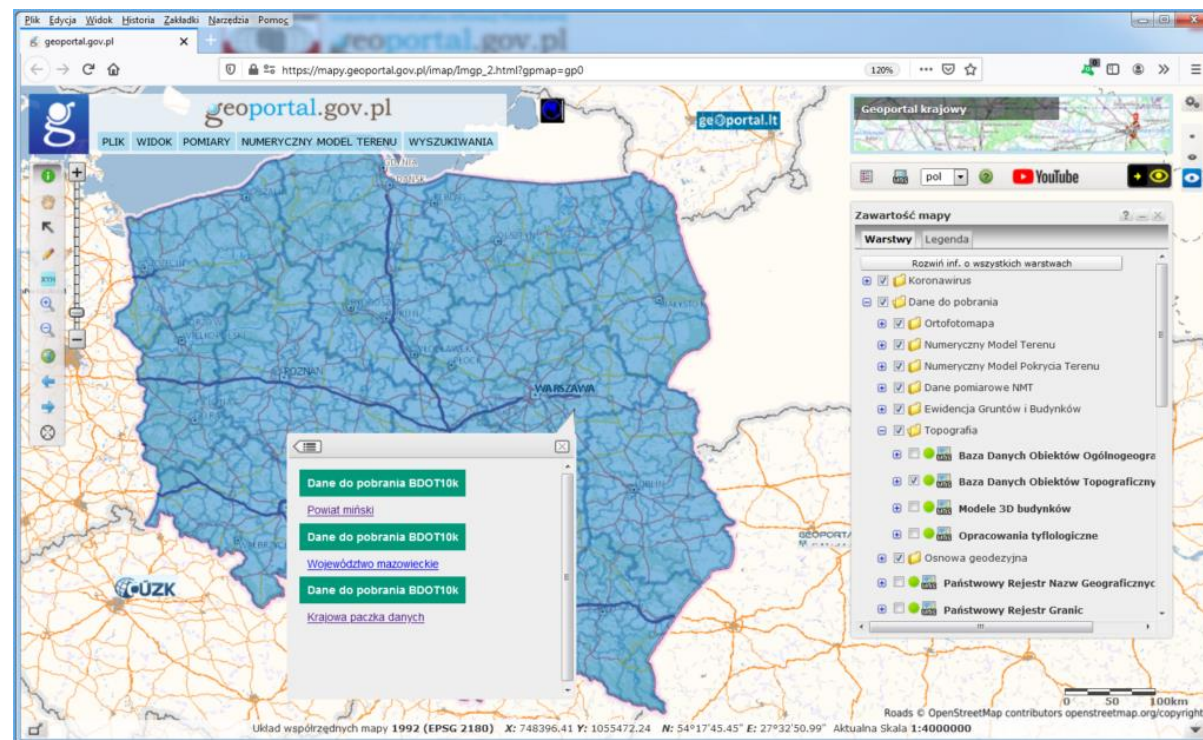 Plik Edycja Widok Historia Zakładki Narzędzia Pomoc
geoportal.gov.pl
https://mapy.geoportal.gov.pl/imap/Imgp_2.html?gpmap=gp0
120%
geoportal.gov.pl
PLIK WIDOK POMIARY NUMERYCZNY MODEL TERENU WYSZUKIWANIA
geoportal.lt
Geoportal krajowy
pol
YouTube
Zawartość mapy
Warstwy Legenda
Rozwiń inf. o wszystkich warstwach
Koronawirus
Dane do pobrania
Ortofotomapa
Numeryczny Model Terenu
Numeryczny Model Pokrycia Terenu
Dane pomiarowe NMT
Ewidencja Gruntów i Budynków
Topografia
Baza Danych Obiektów Ogólnogeogra
Baza Danych Obiektów Topograficzny
Modele 3D budynków
Opracowania tyflologiczne
Osnowa geodezyjna
Państwowy Rejestr Nazw Geograficznyc
Państwowy Rejestr Granic
GDYNIA
GDAŃSK
POZNAŃ
WARSZAWA
LUBLIN
Dane do pobrania BDOT10k
Powiat miński
Dane do pobrania BDOT10k
Województwo mazowieckie
Dane do pobrania BDOT10k
Krajowa paczka danych
ÚZK
0 50 100km
Roads © OpenStreetMap contributors openstreetmap.org/copyright
Układ współrzędnych mapy 1992 (EPSG 2180) X: 748396.41 Y: 1055472.24 N: 54°17'45.45" E: 27°32'50.99" Aktualna Skala 1:4000000